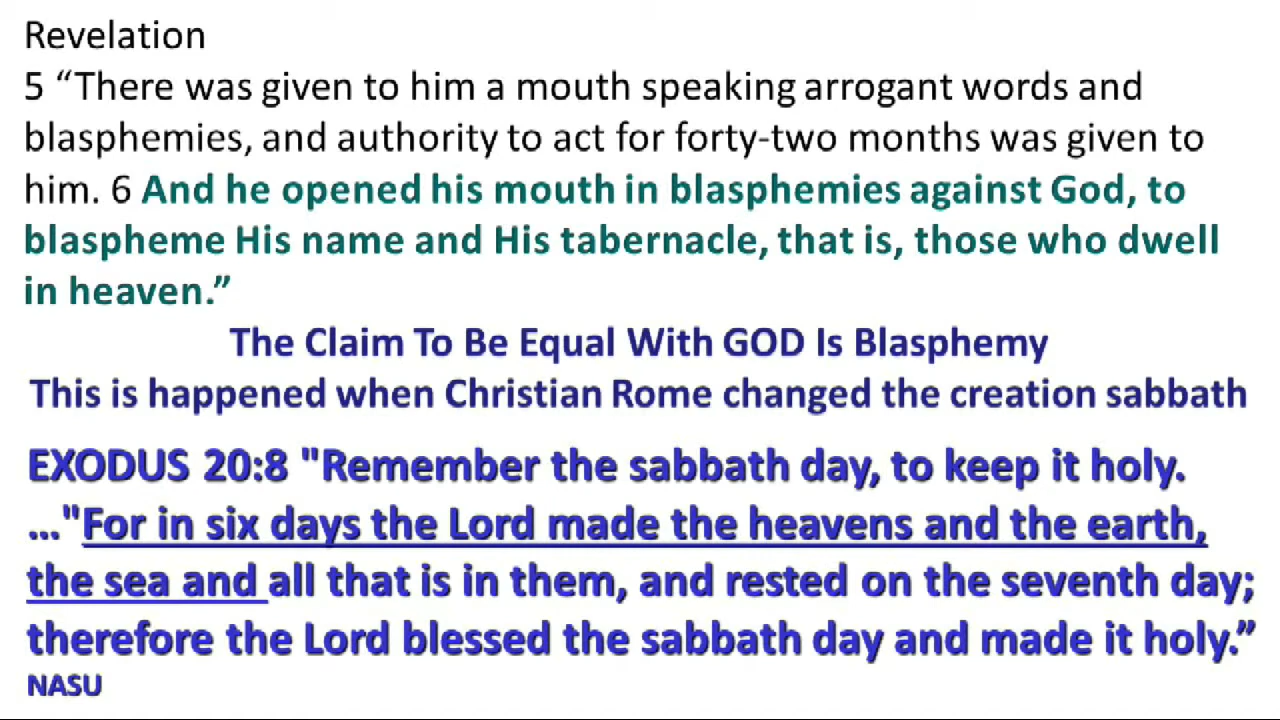 Revelation
5 “There was given to him a mouth speaking arrogant words and
blasphemies, and authority to act for forty-two months was given to
him. 6 And he opened his mouth in blasphemies against God, to
blaspheme His name and His tabernacle, that is, those who dwell
in heaven.”
The Claim To Be Equal With GOD Is Blasphemy
This is happened when Christian Rome changed the creation sabbath
EXODUS 20:8 "Remember the sabbath day, to keep it holy.
..."For in six days the Lord made the heavens and the earth,
the sea and all that is in them, and rested on the seventh day;
therefore the Lord blessed the sabbath day and made it holy.”
NASU